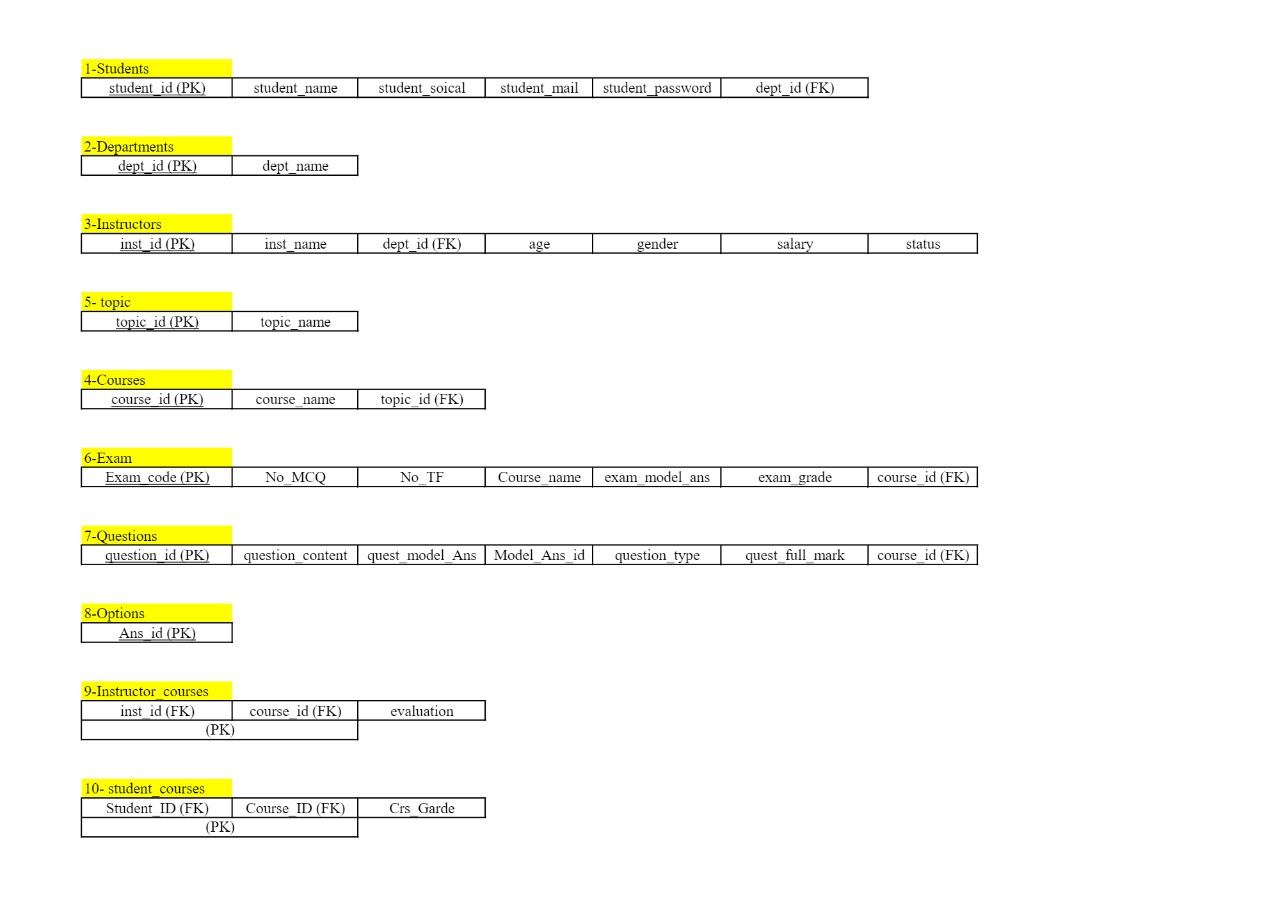 1-Students
student_id (PK) student_name student_soical student_mail student_password dept_id (FK)
2-Departments
dept_id (PK) dept_name
3-Instructors
inst_id (PK) inst_name dept_id (FK) age gender salary status
5- topic
topic_id (PK) topic_name
4-Courses
course_id (PK) course_name topic_id (FK)
6-Exam
Exam_code (PK) No_MCQ No_TF Course_name exam_model_ans exam_grade course_id (FK)
7-Questions
question_id (PK) question_content quest_model_Ans Model_Ans_id question_type quest_full_mark course_id (FK)
8-Options
Ans_id (PK)
9-Instructor_courses
inst_id (FK) course_id (FK) evaluation
(PK)
10- student_courses
Student_ID (FK) Course_ID (FK) Crs_Garde
(PK)